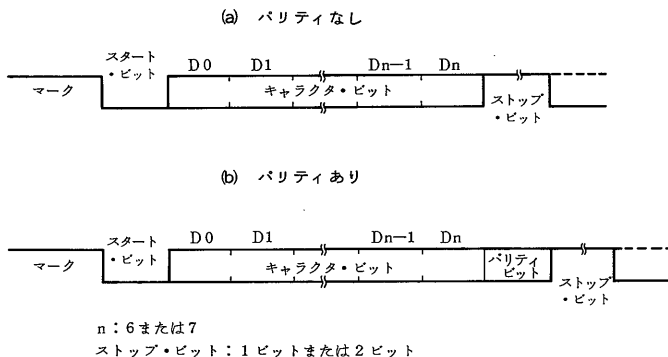 (a) パリティなし
スタート
・ビット
D0 D1 Dn−1 Dn
マーク
キャラクタ・ビット
ストップ
・ビット
(b) パリティあり
スタート
・ビット
D0 D1 Dn−1 Dn
マーク
キャラクタ・ビット
パリティ
ビット
ストップ
・ビット
n：6または7
ストップ・ビット：1ビットまたは2ビット